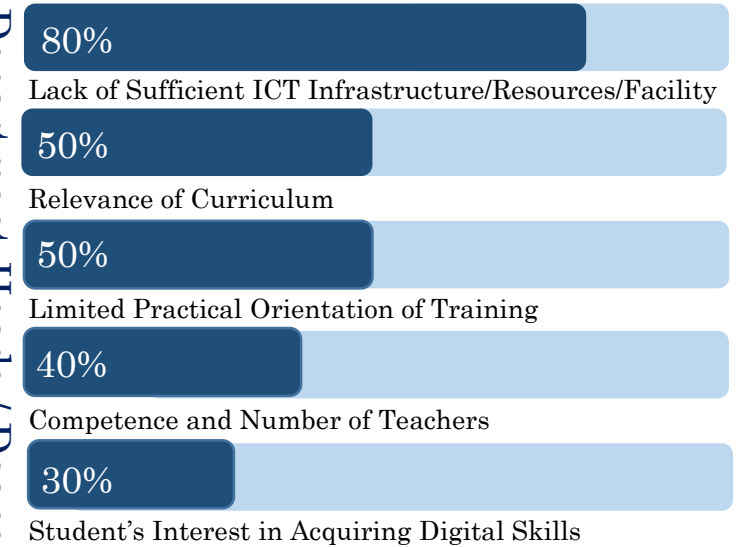 80%
Lack of Sufficient ICT Infrastructure/Resources/Facility
50%
Relevance of Curriculum
50%
Limited Practical Orientation of Training
40%
Competence and Number of Teachers
30%
Student’s Interest in Acquiring Digital Skills